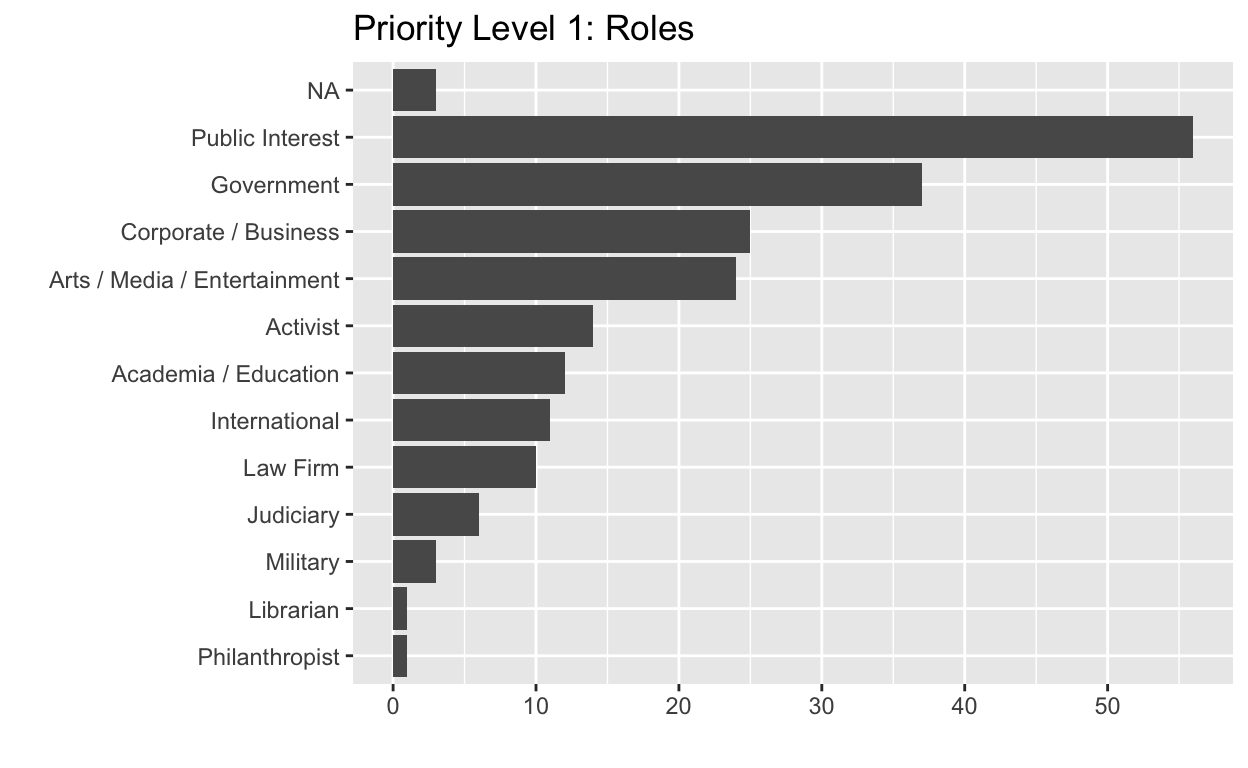 Priority Level 1: Roles
NA
Public Interest
Government
Corporate / Business
Arts / Media / Entertainment
Activist
Academia / Education
International
Law Firm
Judiciary
Military
Librarian
Philanthropist
0 10 20 30 40 50